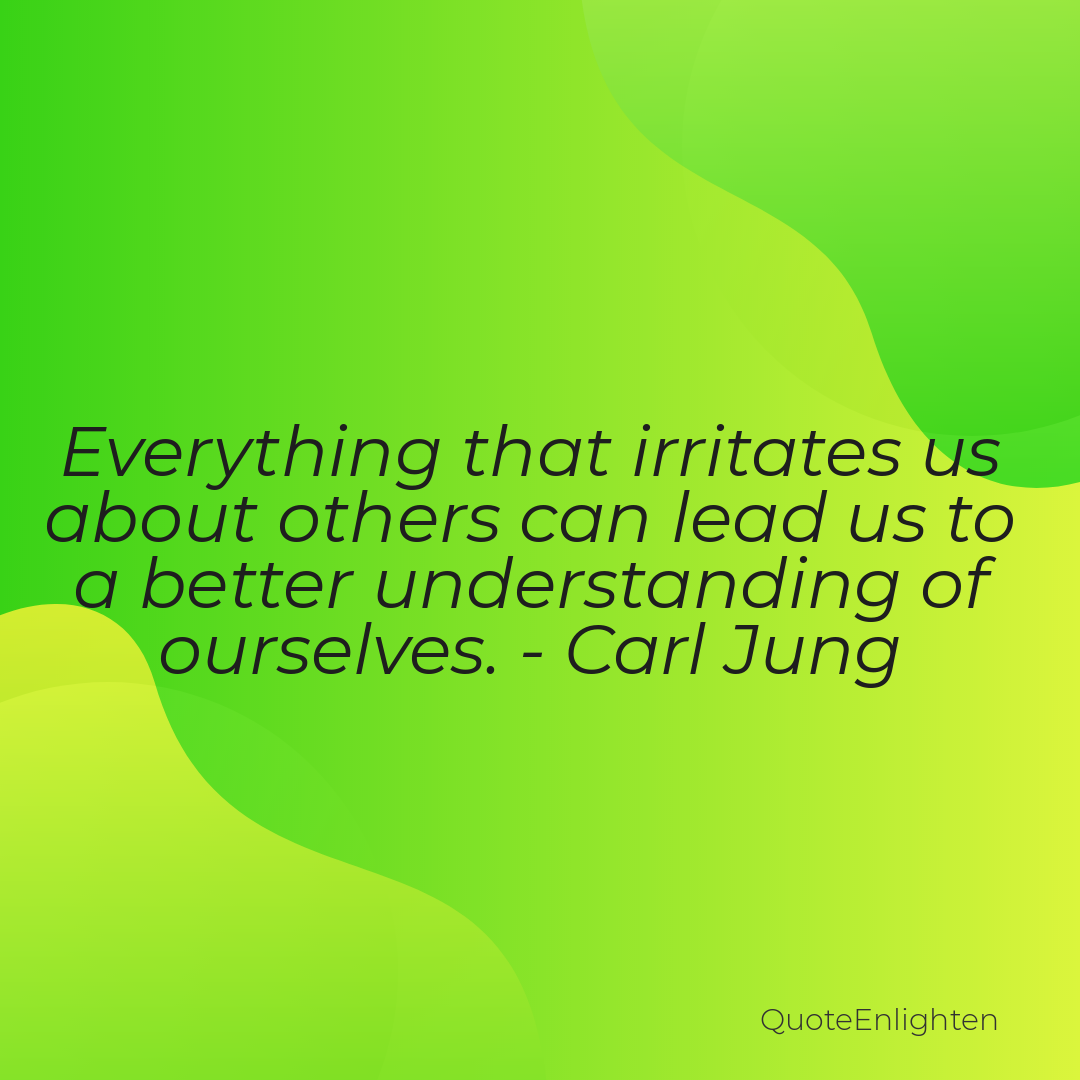 Everything that irritates us
about others can lead us to
a better understanding of
ourselves. - Carl Jung
QuoteEnlighten